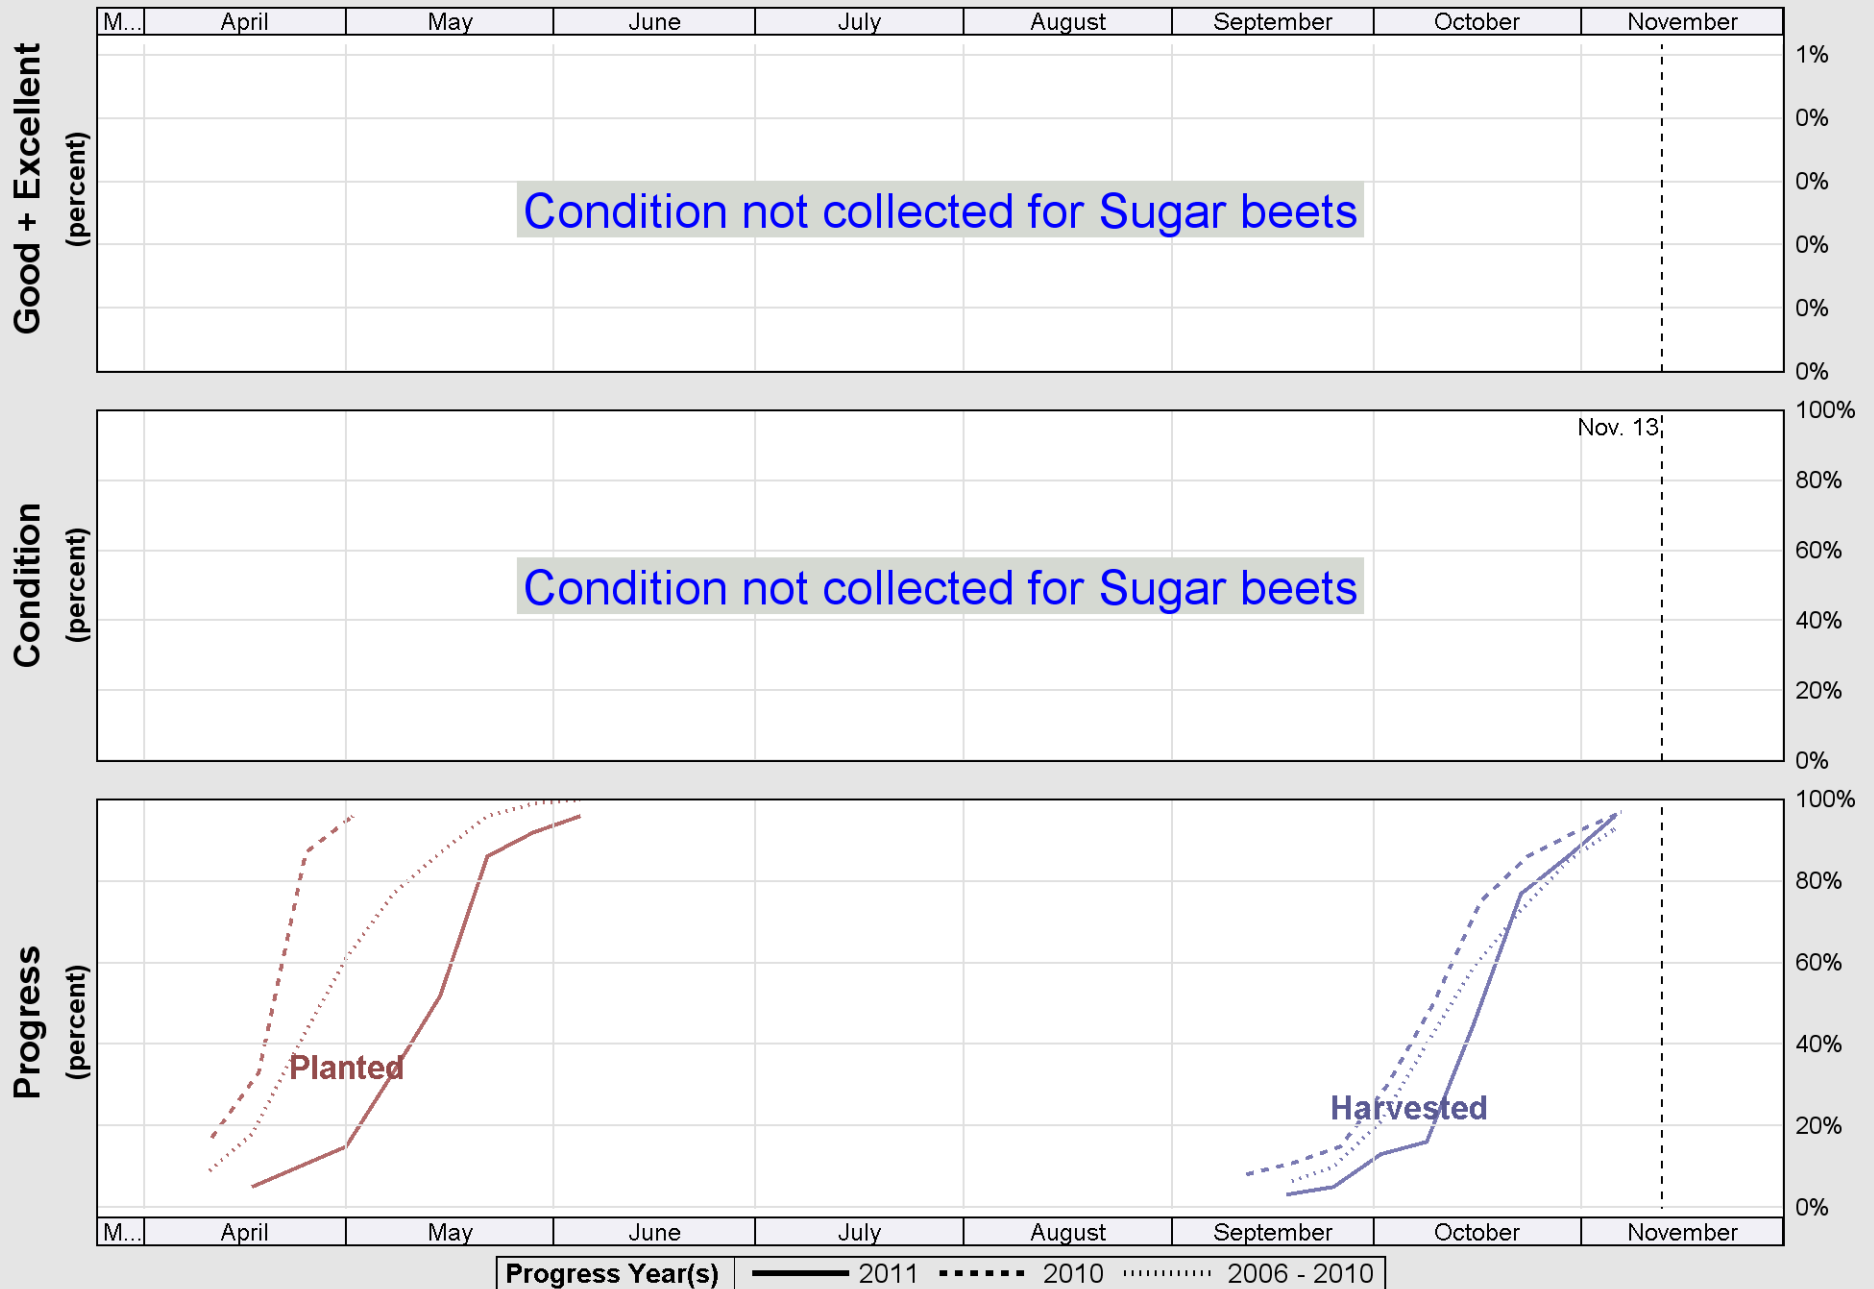 M... April May June July August September October November
Good + Excellent
(percent)
1%
0%
0%
0%
0%
0%
Condition not collected for Sugar beets
Condition
(percent)
Nov. 13
100%
80%
60%
40%
20%
0%
Condition not collected for Sugar beets
Progress
(percent)
100%
80%
60%
40%
20%
0%
Planted
Harvested
M... April May June July August September October November
Progress Year(s) 2011 2010 2006 - 2010